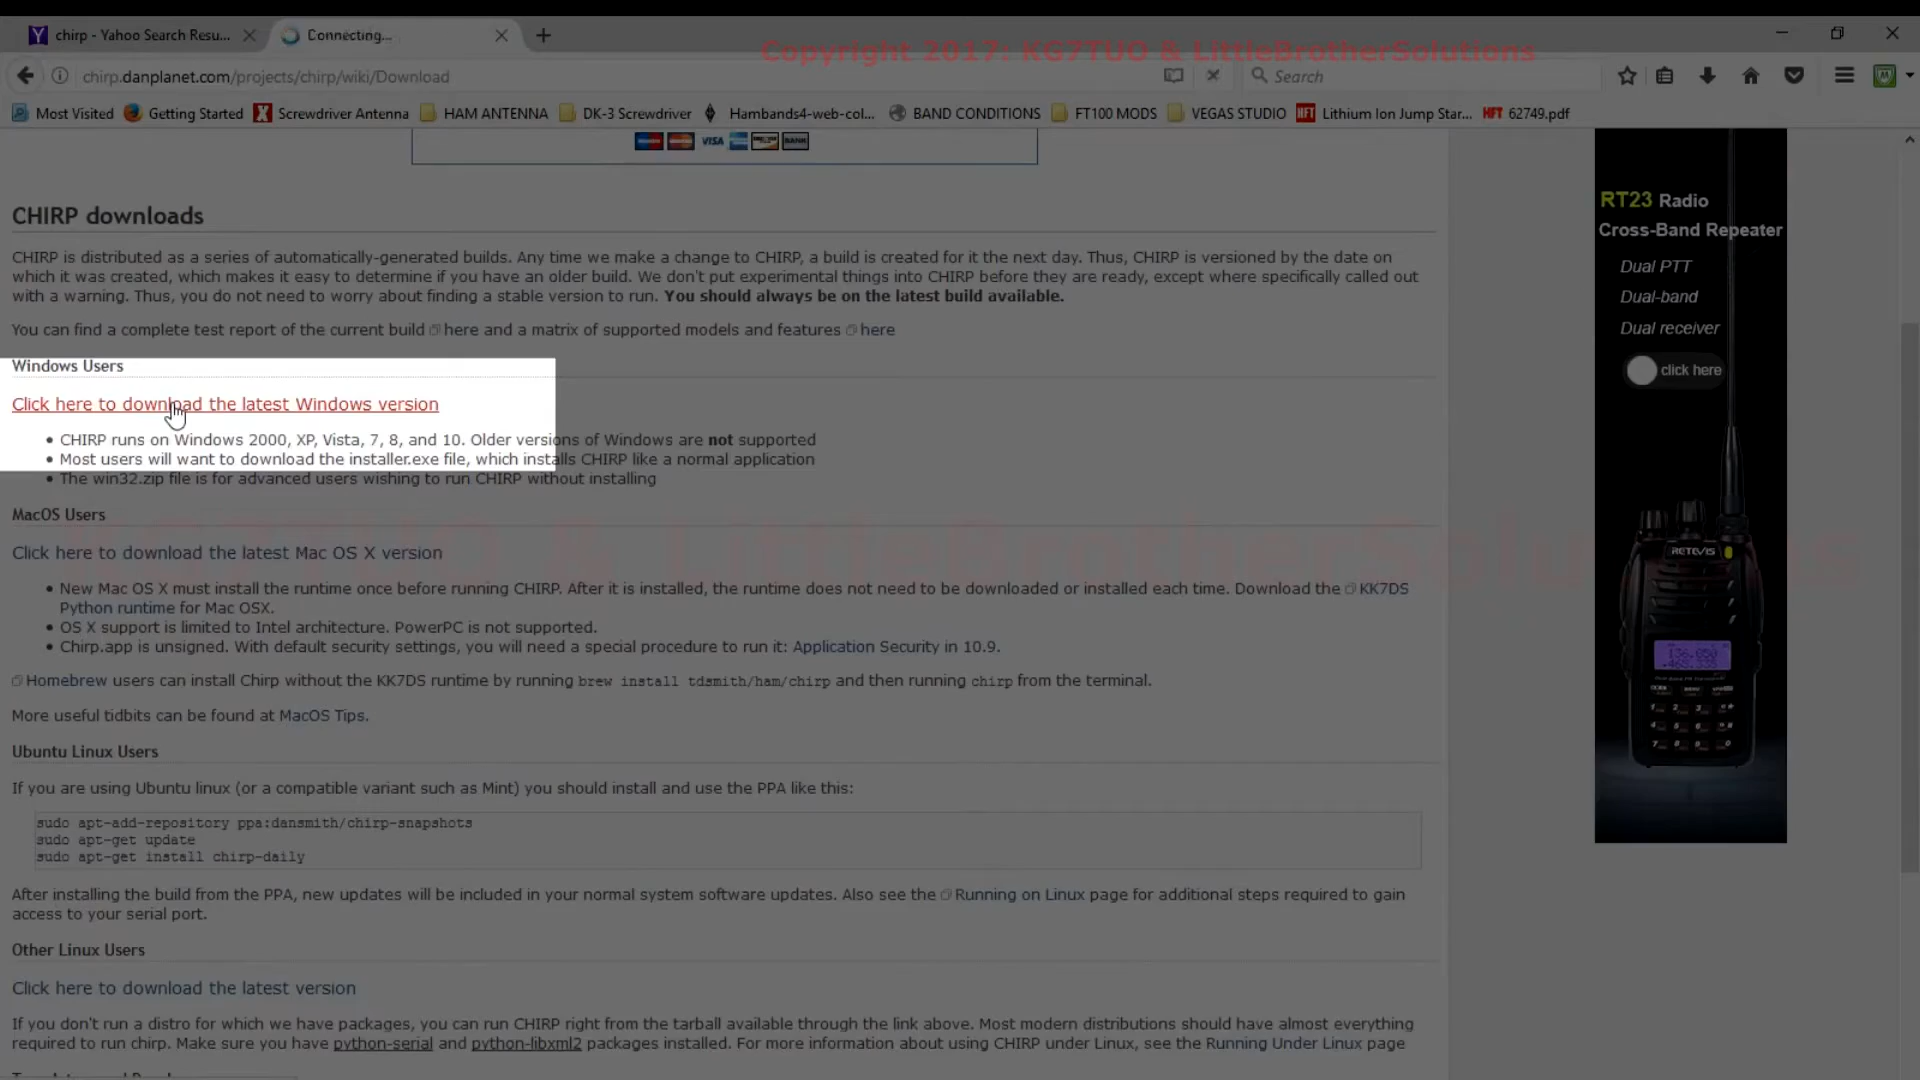 chirp - Yahoo Search Resu...
Connecting...
Copyright 2017: KG7TUO & LittleBrotherSolutions
chirp.danplanet.com/projects/chirp/wiki/Download
Search
Most Visited
Getting Started
Screwdriver Antenna
HAM ANTENNA
DK-3 Screwdriver
Hambands4-web-col...
BAND CONDITIONS
FT100 MODS
VEGAS STUDIO
Lithium Ion Jump Star...
62749.pdf
VISA
BANK
CHIRP downloads
CHIRP is distributed as a series of automatically-generated builds. Any time we make a change to CHIRP, a build is created for it the next day. Thus, CHIRP is versioned by the date on
which it was created, which makes it easy to determine if you have an older build. We don't put experimental things into CHIRP before they are ready, except where specifically called out
with a warning. Thus, you do not need to worry about finding a stable version to run. You should always be on the latest build available.
You can find a complete test report of the current build here and a matrix of supported models and features here
Windows Users
Click here to download the latest Windows version
• CHIRP runs on Windows 2000, XP, Vista, 7, 8, and 10. Older versions of Windows are not supported
• Most users will want to download the installer.exe file, which installs CHIRP like a normal application
• The win32.zip file is for advanced users wishing to run CHIRP without installing
MacOS Users
KG7TUO & LittleBrotherSolutions
Click here to download the latest Mac OS X version
• New Mac OS X must install the runtime once before running CHIRP. After it is installed, the runtime does not need to be downloaded or installed each time. Download the KK7DS
Python runtime for Mac OSX.
• OS X support is limited to Intel architecture. PowerPC is not supported.
• Chirp.app is unsigned. With default security settings, you will need a special procedure to run it: Application Security in 10.9.
Homebrew users can install Chirp without the KK7DS runtime by running brew install tdsmith/ham/chirp and then running chirp from the terminal.
More useful tidbits can be found at MacOS Tips.
Ubuntu Linux Users
If you are using Ubuntu linux (or a compatible variant such as Mint) you should install and use the PPA like this:
sudo apt-add-repository ppa:dansmith/chirp-snapshots
sudo apt-get update
sudo apt-get install chirp-daily
After installing the build from the PPA, new updates will be included in your normal system software updates. Also see the Running on Linux page for additional steps required to gain
access to your serial port.
Other Linux Users
Click here to download the latest version
If you don't run a distro for which we have packages, you can run CHIRP right from the tarball available through the link above. Most modern distributions should have almost everything
required to run chirp. Make sure you have python-serial and python-libxml2 packages installed. For more information about using CHIRP under Linux, see the Running Under Linux page
RT23 Radio
Cross-Band Repeater
Dual PTT
Dual-band
Dual receiver
click here
RETEVIS